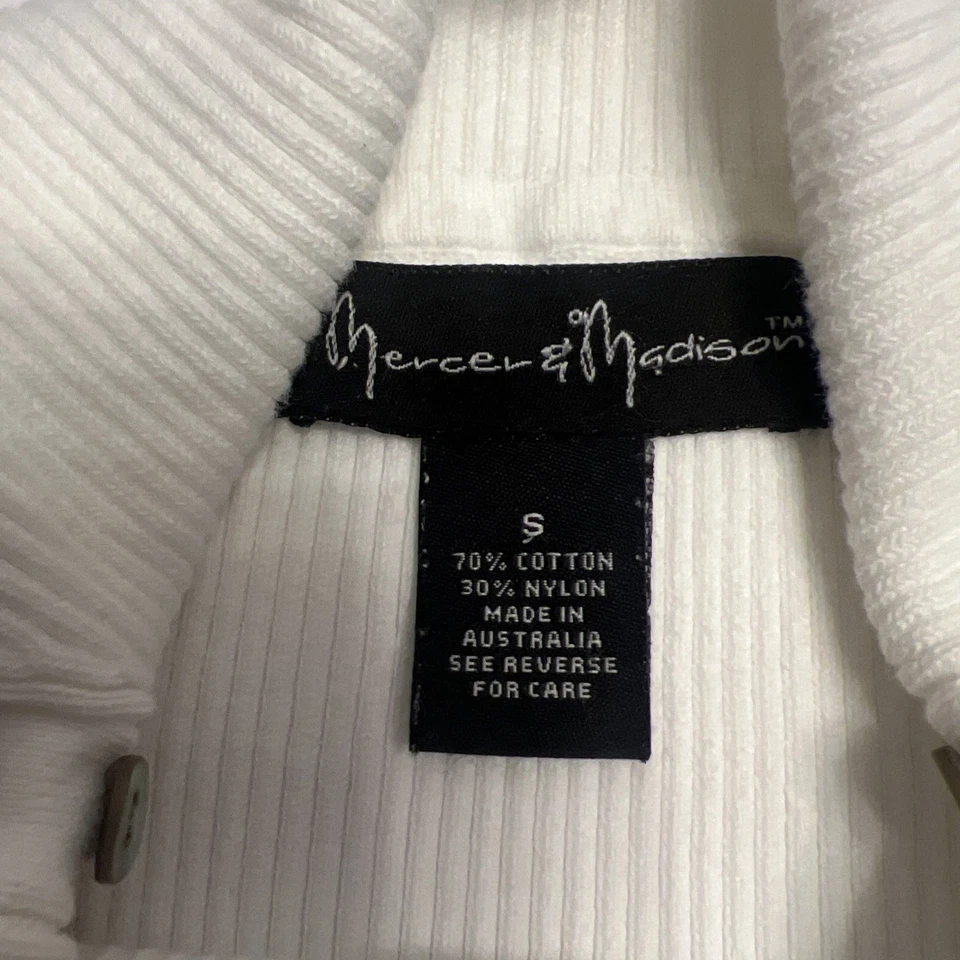 Mercer & Madison™
S
70% COTTON
30% NYLON
MADE IN
AUSTRALIA
SEE REVERSE
FOR CARE